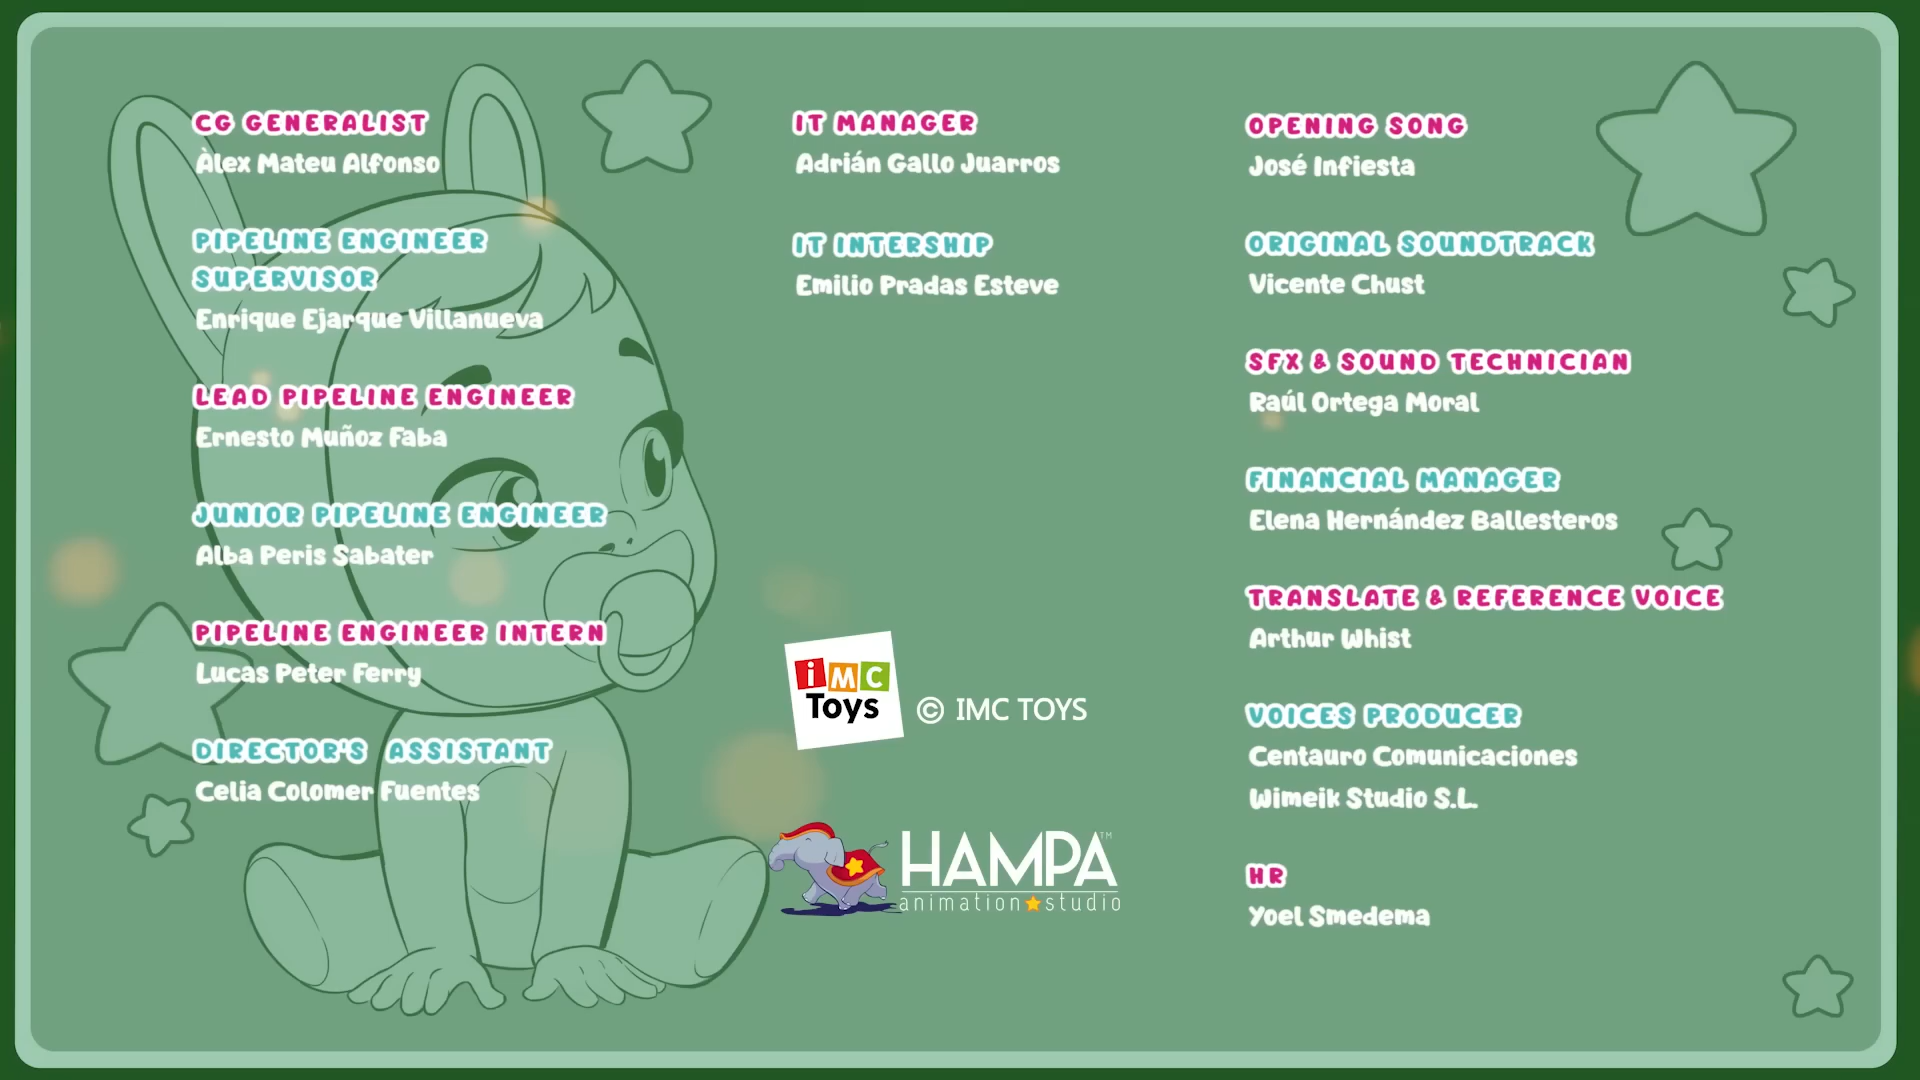 CG GENERALIST
Àlex Mateu Alfonso
PIPELINE ENGINEER
SUPERVISOR
Enrique Ejarque Villanueva
LEAD PIPELINE ENGINEER
Ernesto Muñoz Faba
JUNIOR PIPELINE ENGINEER
Alba Peris Sabater
PIPELINE ENGINEER INTERN
Lucas Peter Ferry
DIRECTOR'S ASSISTANT
Celia Colomer Fuentes
IT MANAGER
Adrián Gallo Juarros
IT INTERSHIP
Emilio Pradas Esteve
iMC
Toys
© IMC TOYS
HAMPA™
animation studio
OPENING SONG
José Infiesta
ORIGINAL SOUNDTRACK
Vicente Chust
SFX & SOUND TECHNICIAN
Raúl Ortega Moral
FINANCIAL MANAGER
Elena Hernández Ballesteros
TRANSLATE & REFERENCE VOICE
Arthur Whist
VOICES PRODUCER
Centauro Comunicaciones
Wimeik Studio S.L.
HR
Yoel Smedema